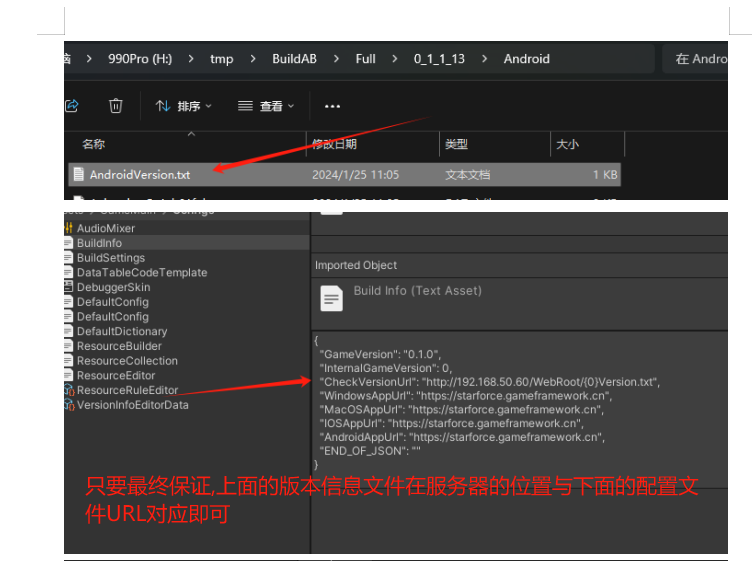 > 990Pro (H:) > tmp > BuildAB > Full > 0_1_1_13 > Android
在 Andro
排序
查看
名称 修改日期 类型 大小
AndroidVersion.txt 2024/1/25 11:05 文本文档 1 KB
AudioMixer
BuildInfo
BuildSettings
DataTableCodeTemplate
DebuggerSkin
DefaultConfig
DefaultConfig
DefaultDictionary
ResourceBuilder
ResourceCollection
ResourceEditor
ResourceRuleEditor
VersionInfoEditorData
Imported Object
Build Info (Text Asset)
{
"GameVersion": "0.1.0",
"InternalGameVersion": 0,
"CheckVersionUrl": "http://192.168.50.60/WebRoot/{0}Version.txt",
"WindowsAppUrl": "https://starforce.gameframework.cn",
"MacOSAppUrl": "https://starforce.gameframework.cn",
"IOSAppUrl": "https://starforce.gameframework.cn",
"AndroidAppUrl": "https://starforce.gameframework.cn",
"END_OF_JSON": ""
}
只要最终保证,上面的版本信息文件在服务器的位置与下面的配置文
件URL对应即可